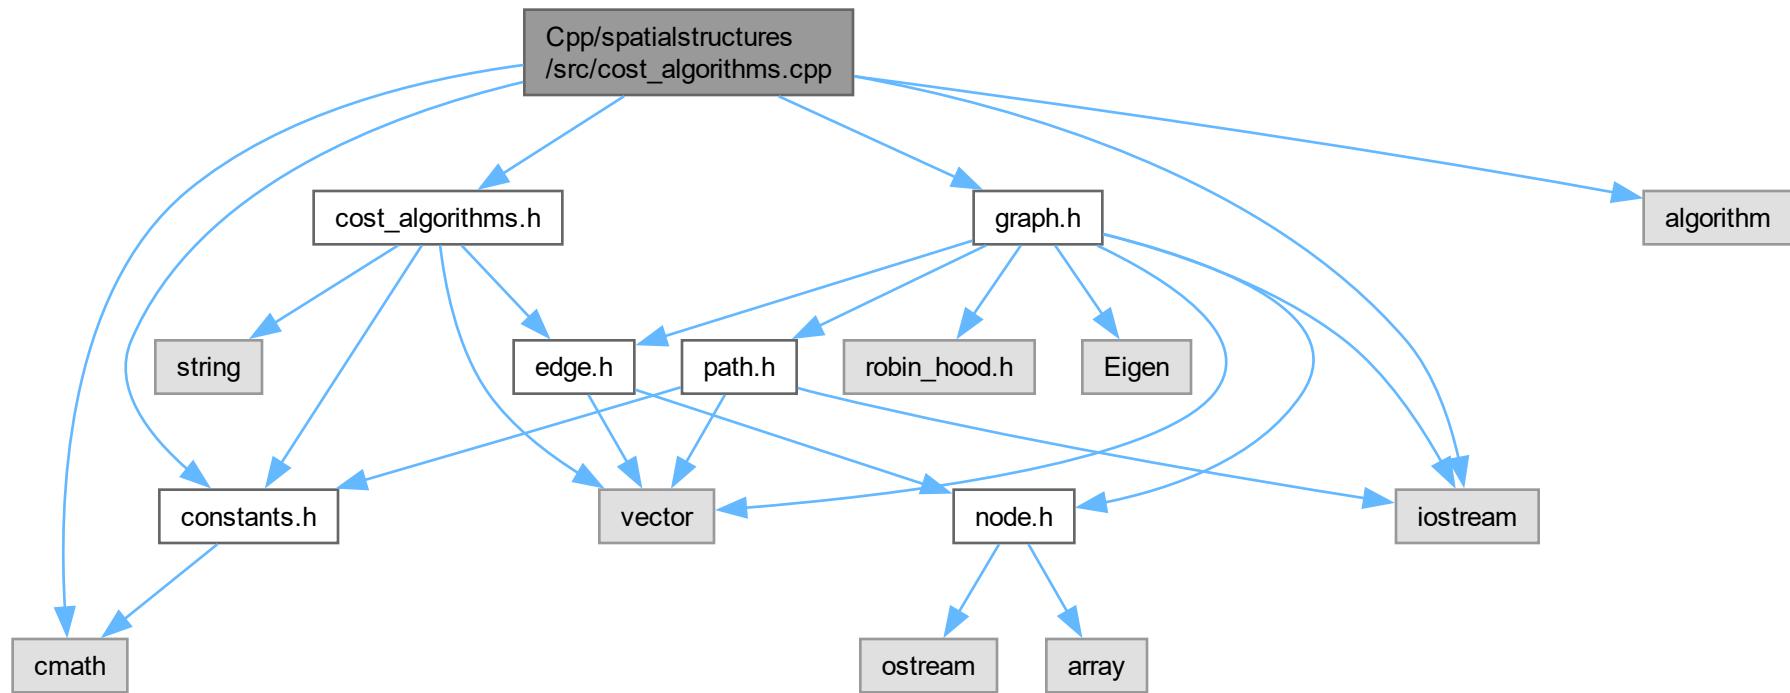 Cpp/spatialstructures
/src/cost_algorithms.cpp
cost_algorithms.h
graph.h
algorithm
string
edge.h
path.h
robin_hood.h
Eigen
constants.h
vector
node.h
iostream
cmath
ostream
array